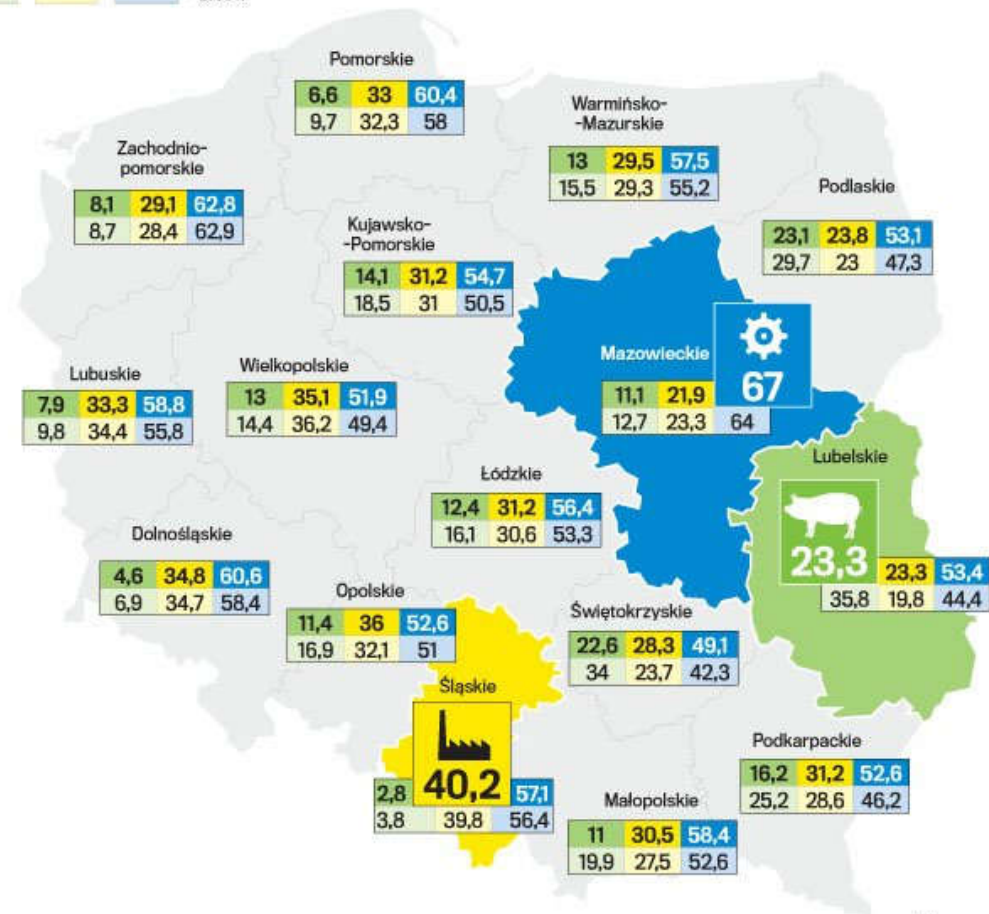 Pomorskie
6,6 33 60,4
9,7 32,3 58
Warmińsko-
-Mazurskie
13 29,5 57,5
15,5 29,3 55,2
Zachodnio-
pomorskie
8,1 29,1 62,8
8,7 28,4 62,9
Podlaskie
23,1 23,8 53,1
29,7 23 47,3
Kujawsko-
-Pomorskie
14,1 31,2 54,7
18,5 31 50,5
Mazowieckie
67
11,1 21,9
12,7 23,3 64
Wielkopolskie
13 35,1 51,9
14,4 36,2 49,4
Lubuskie
7,9 33,3 58,8
9,8 34,4 55,8
Lubelskie
23,3 23,3 53,4
35,8 19,8 44,4
Łódzkie
12,4 31,2 56,4
16,1 30,6 53,3
Dolnośląskie
4,6 34,8 60,6
6,9 34,7 58,4
Opolskie
11,4 36 52,6
16,9 32,1 51
Świętokrzyskie
22,6 28,3 49,1
34 23,7 42,3
Śląskie
2,8 40,2 57,1
3,8 39,8 56,4
Podkarpackie
16,2 31,2 52,6
25,2 28,6 46,2
Małopolskie
11 30,5 58,4
19,9 27,5 52,6